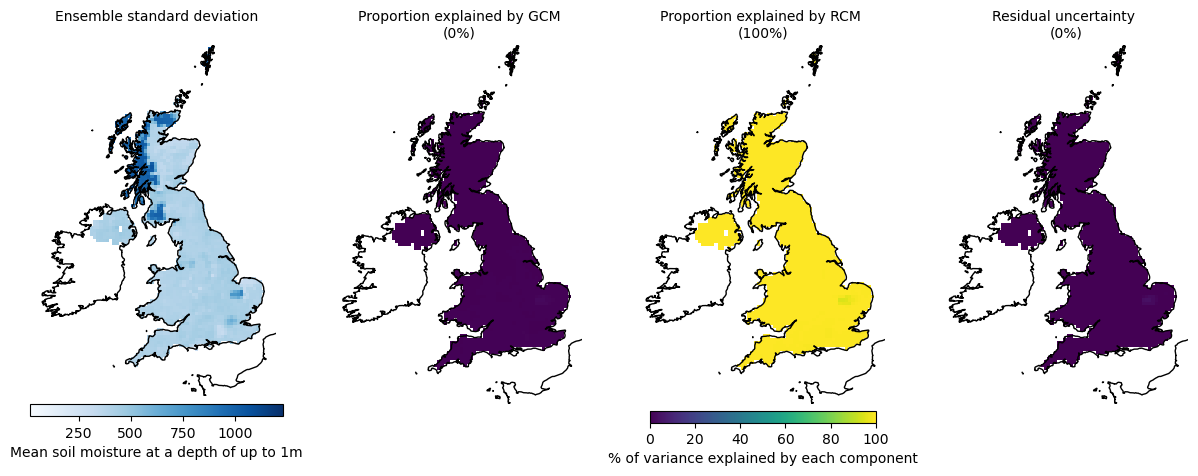 Ensemble standard deviation
Proportion explained by GCM
(0%)
Proportion explained by RCM
(100%)
Residual uncertainty
(0%)
250 500 750 1000
Mean soil moisture at a depth of up to 1m
0 20 40 60 80 100
% of variance explained by each component